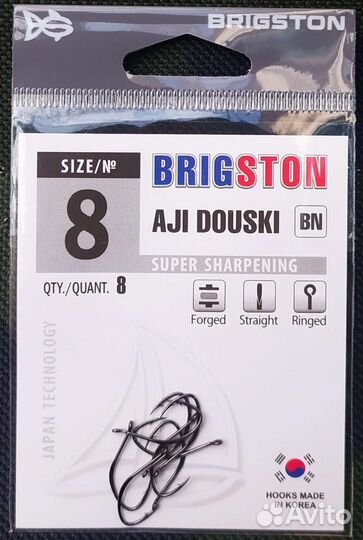 BRIGSTON
SIZE/№
8
QTY./QUANT. 8
BRIGSTON
AJI DOUSKI BN
SUPER SHARPENING
Forged Straight Ringed
JAPAN TECHNOLOGY
HOOKS MADE
IN KOREA
Avito